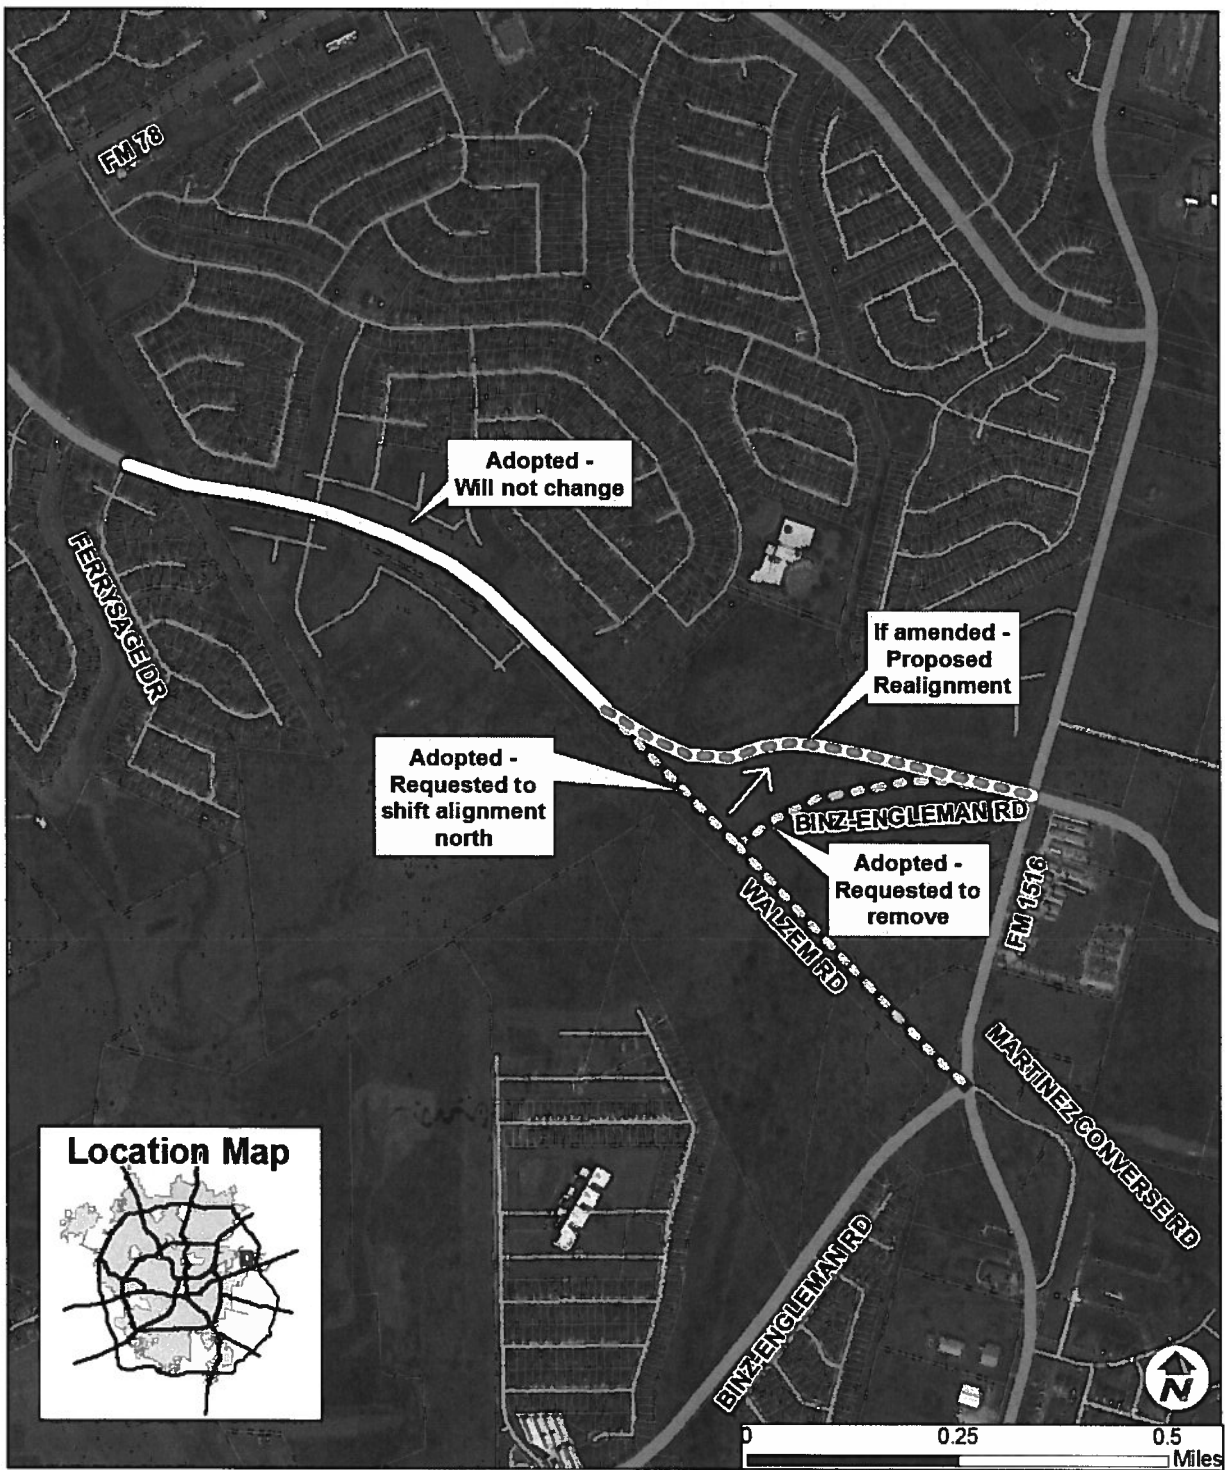 FM 78
Adopted -
Will not change
FERRYSAGE DR
If amended -
Proposed
Realignment
Adopted -
Requested to
shift alignment
north
BINZ-ENGLEMAN RD
Adopted -
Requested to
remove
WALZEM RD
FM 1516
MARTINEZ CONVERSE RD
Location Map
BINZ-ENGLEMAN RD
N
0 0.25 0.5
Miles